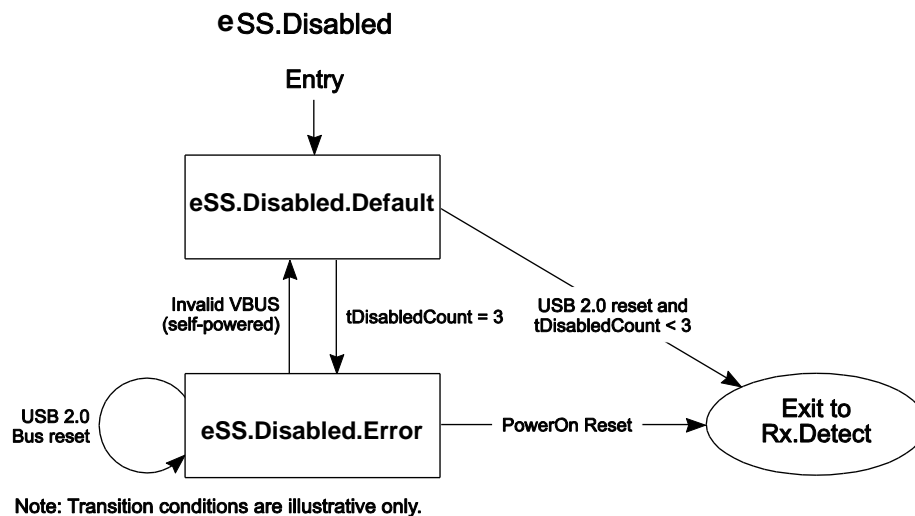 eSS.Disabled
Entry
eSS.Disabled.Default
Invalid VBUS
(self-powered)
tDisabledCount = 3
USB 2.0 reset and
tDisabledCount < 3
USB 2.0
Bus reset
eSS.Disabled.Error
PowerOn Reset
Exit to
Rx.Detect
Note: Transition conditions are illustrative only.